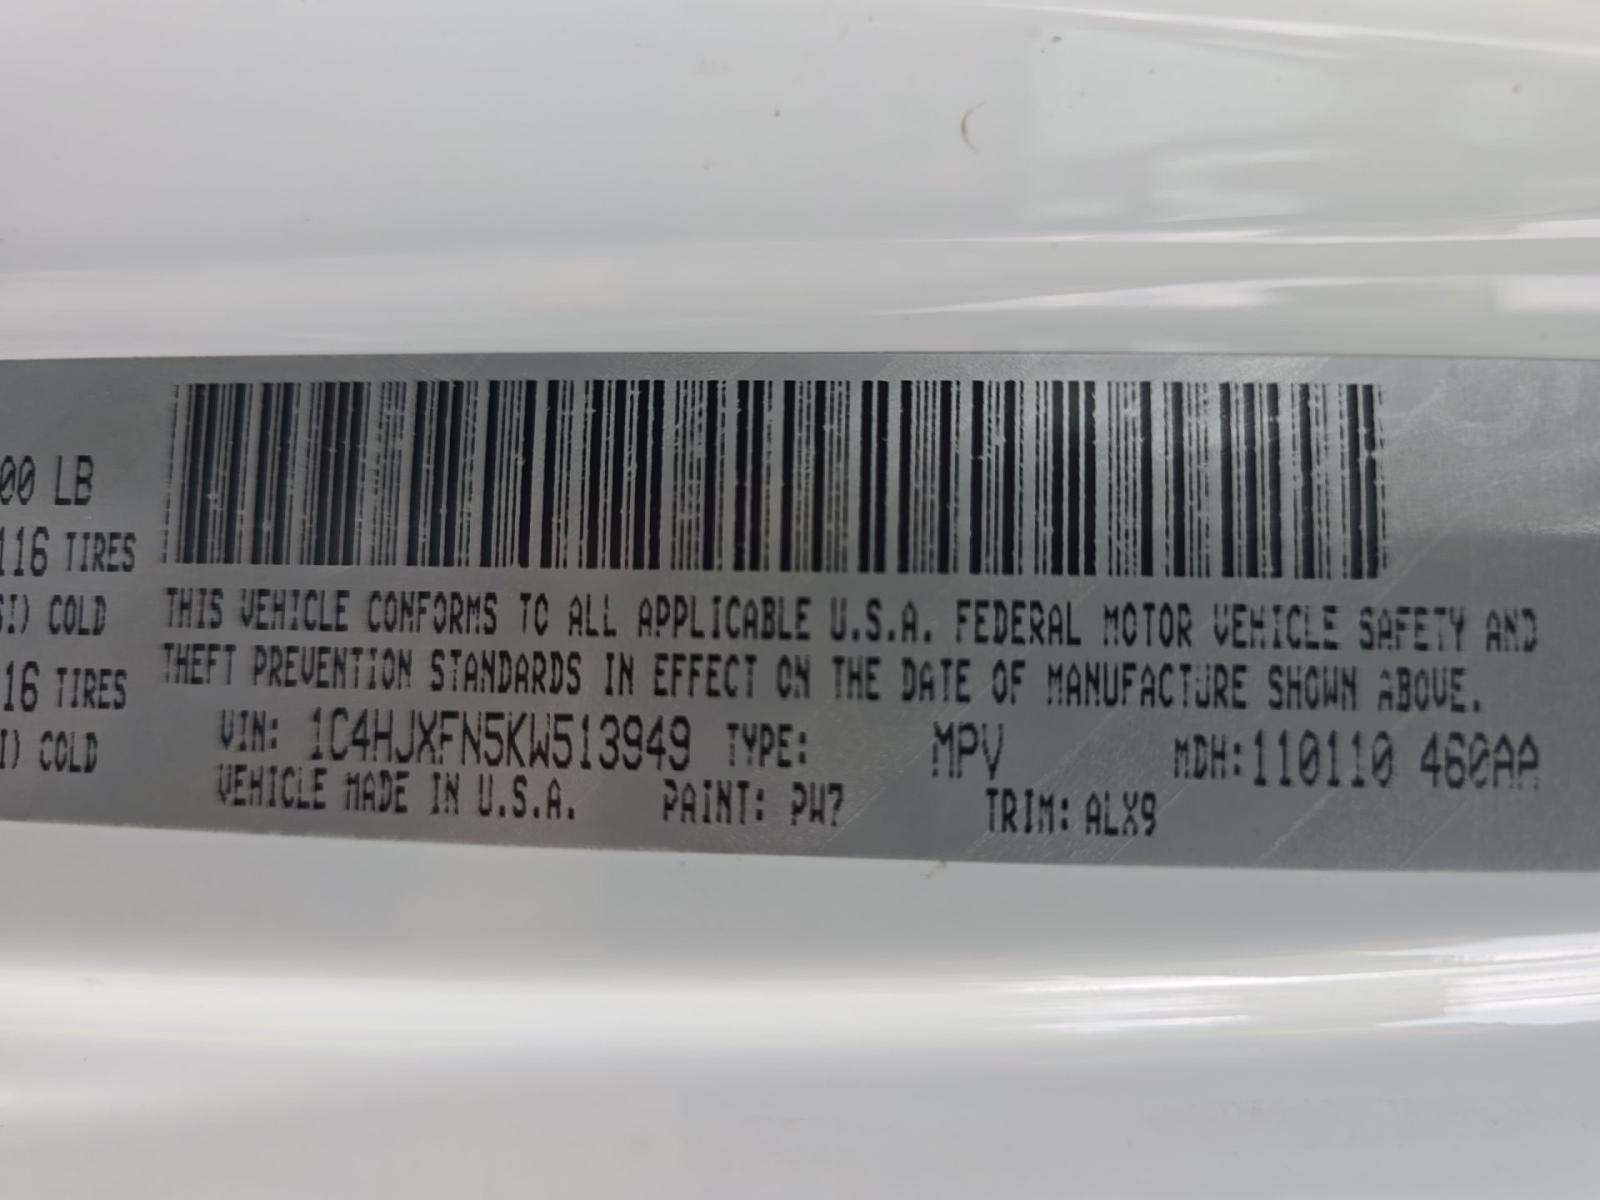 00 LB
116 TIRES
SI) COLD
16 TIRES
I) COLD
THIS VEHICLE CONFORMS TO ALL APPLICABLE U.S.A. FEDERAL MOTOR VEHICLE SAFETY AND
THEFT PREVENTION STANDARDS IN EFFECT ON THE DATE OF MANUFACTURE SHOWN ABOVE.
VIN: 1C4HJXFN5KW513949 TYPE: MPV MDH:110110 460AA
VEHICLE MADE IN U.S.A. PAINT: PW7 TRIM: ALX9